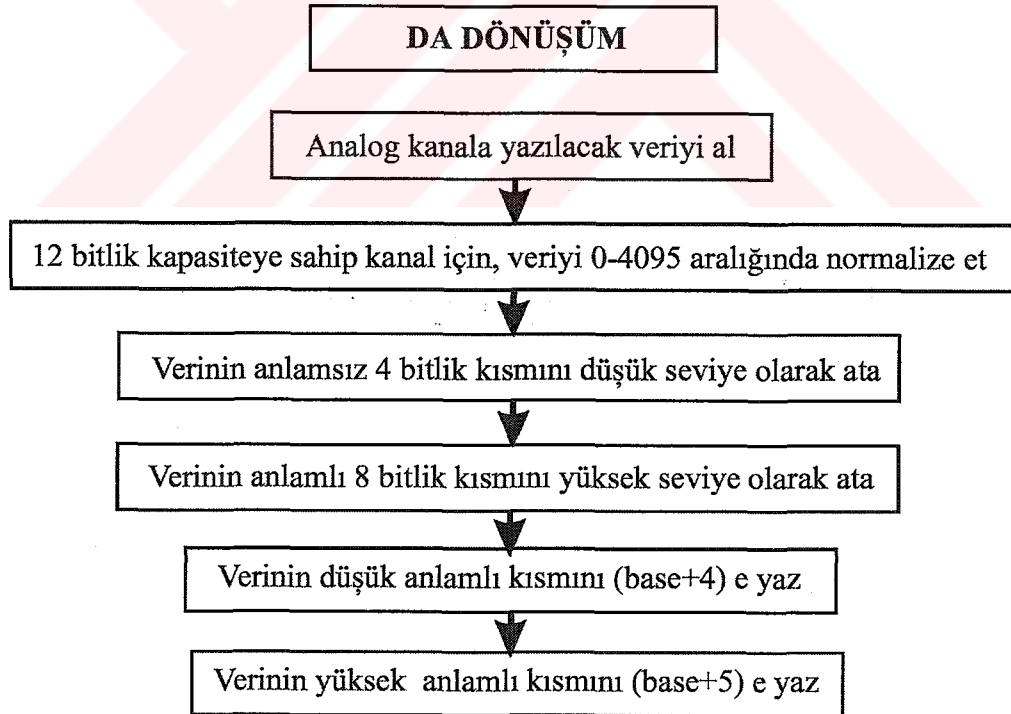 DA DÖNÜŞÜM
Analog kanala yazılacak veriyi al
12 bitlik kapasiteye sahip kanal için, veriyi 0-4095 aralığında normalize et
Verinin anlamsız 4 bitlik kısmını düşük seviye olarak ata
Verinin anlamlı 8 bitlik kısmını yüksek seviye olarak ata
Verinin düşük anlamlı kısmını (base+4) e yaz
Verinin yüksek anlamlı kısmını (base+5) e yaz